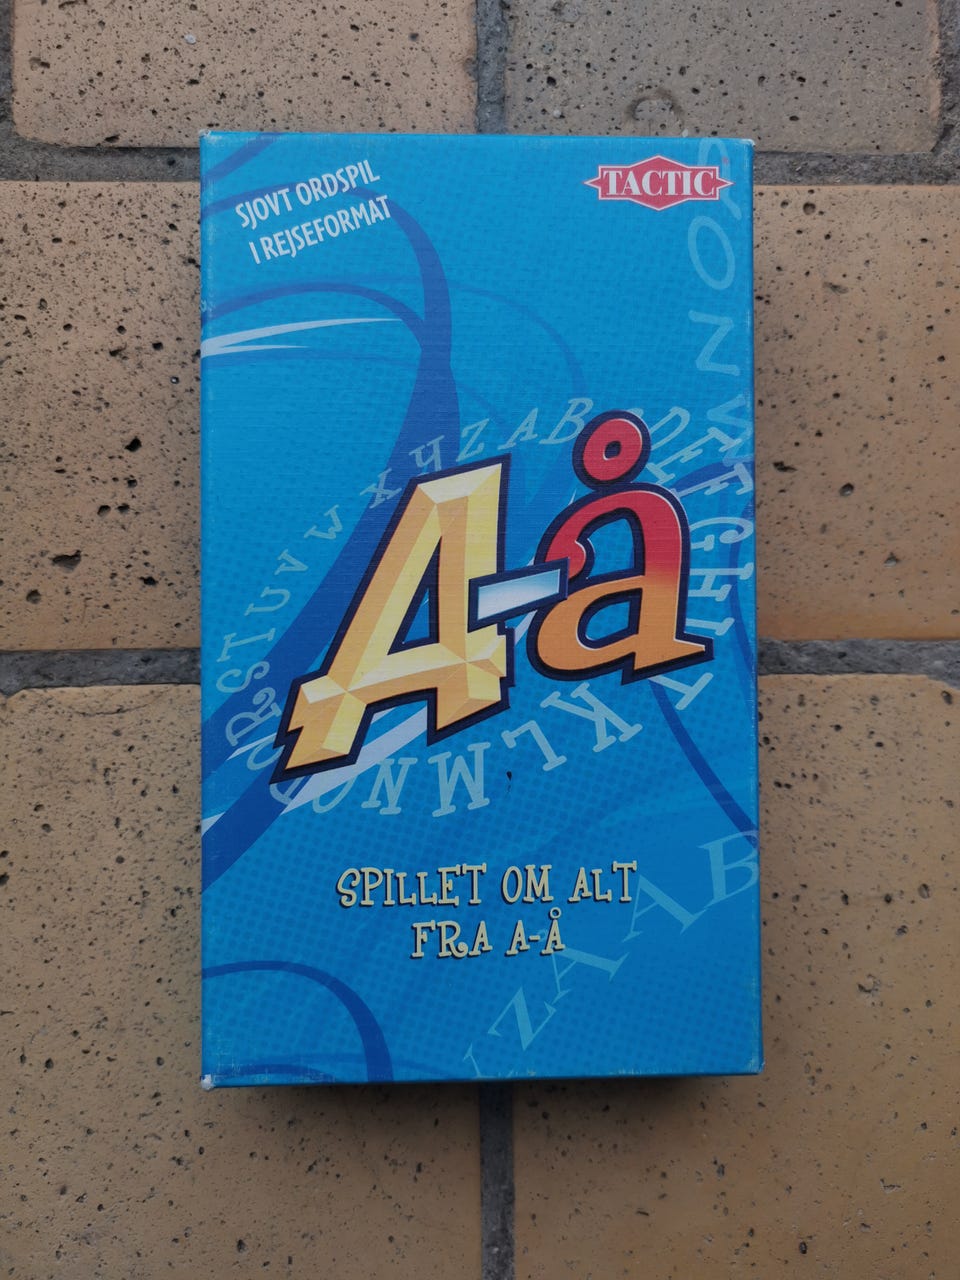 SJOVT ORDSPIL
I REJSEFORMAT
TACTIC
A-å
SPILLET OM ALT
FRA A-Å